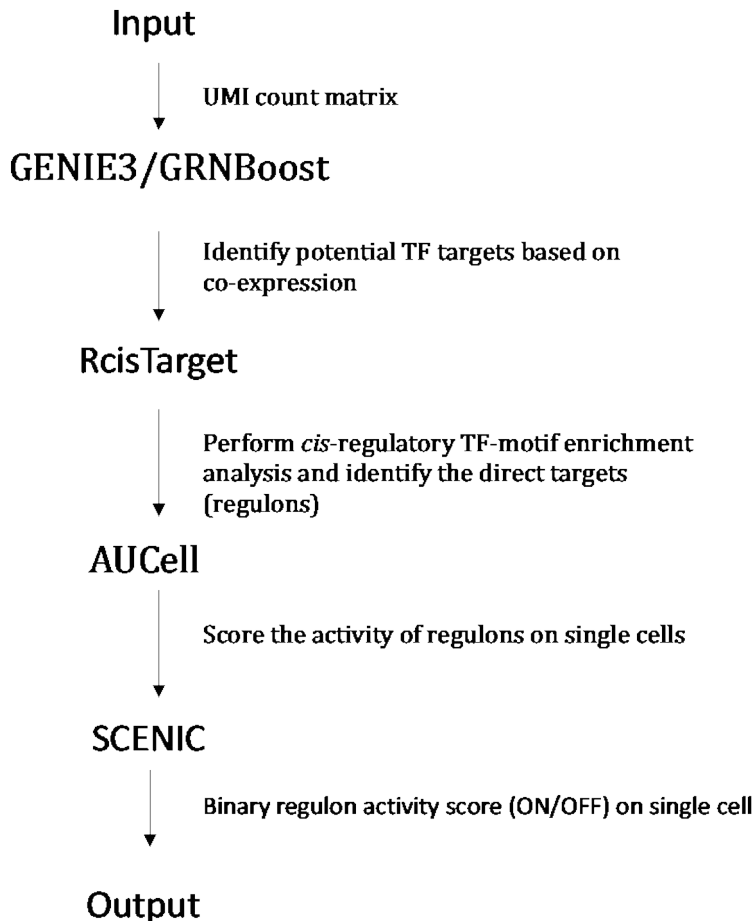 Input
UMI count matrix
GENIE3/GRNBoost
Identify potential TF targets based on
co-expression
RcisTarget
Perform cis-regulatory TF-motif enrichment
analysis and identify the direct targets
(regulons)
AUCell
Score the activity of regulons on single cells
SCENIC
Binary regulon activity score (ON/OFF) on single cell
Output